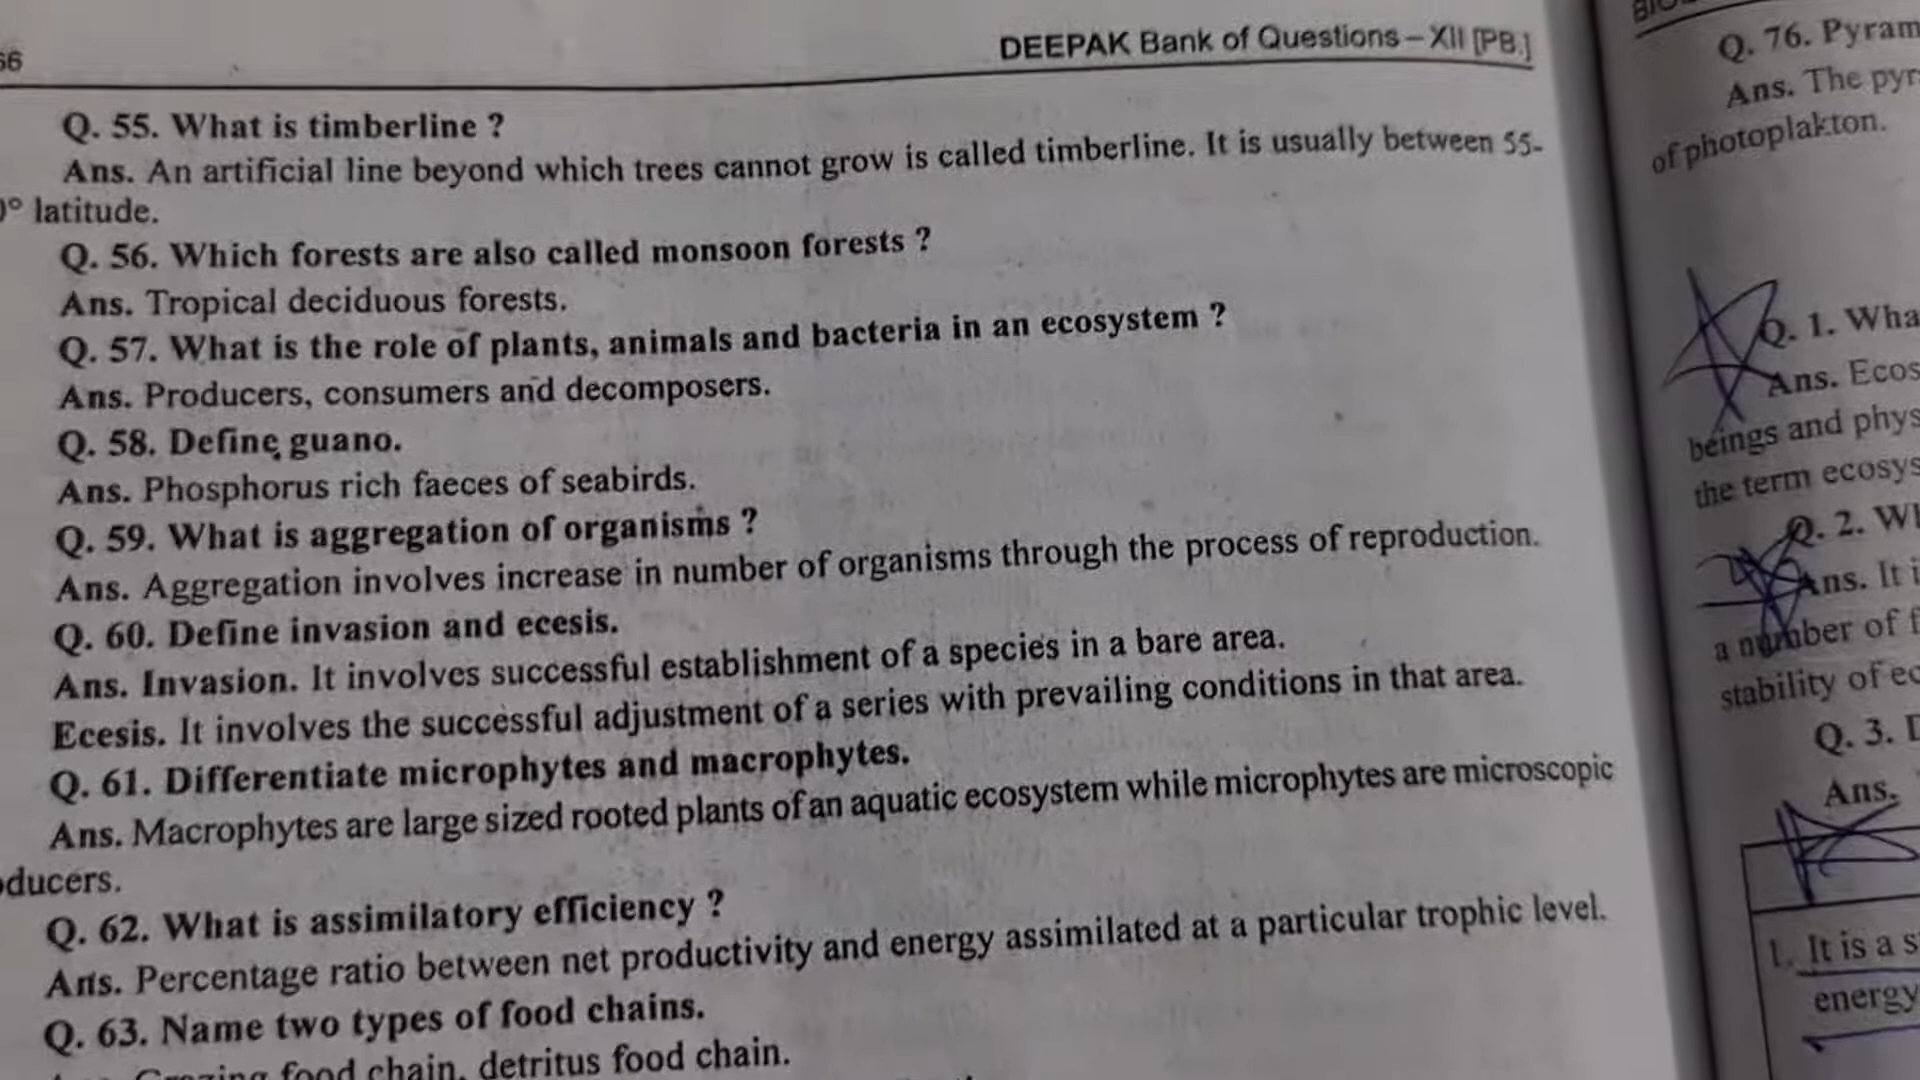 66
DEEPAK Bank of Questions – XII [PB.]
Q. 55. What is timberline ?
Ans. An artificial line beyond which trees cannot grow is called timberline. It is usually between 55-
0° latitude.
Q. 56. Which forests are also called monsoon forests ?
Ans. Tropical deciduous forests.
Q. 57. What is the role of plants, animals and bacteria in an ecosystem ?
Ans. Producers, consumers and decomposers.
Q. 58. Define guano.
Ans. Phosphorus rich faeces of seabirds.
Q. 59. What is aggregation of organisms ?
Ans. Aggregation involves increase in number of organisms through the process of reproduction.
Q. 60. Define invasion and ecesis.
Ans. Invasion. It involves successful establishment of a species in a bare area.
Ecesis. It involves the successful adjustment of a series with prevailing conditions in that area.
Q. 61. Differentiate microphytes and macrophytes.
Ans. Macrophytes are large sized rooted plants of an aquatic ecosystem while microphytes are microscopic
oducers.
Q. 62. What is assimilatory efficiency ?
Ans. Percentage ratio between net productivity and energy assimilated at a particular trophic level.
Q. 63. Name two types of food chains.
Grazing food chain, detritus food chain.
Q. 76. Pyram
Ans. The pyr
of photoplakton.
Q. 1. Wha
Ans. Ecos
beings and phys
the term ecosys
Q. 2. Wh
Ans. It i
a number of f
stability of ec
Q. 3. D
Ans.
1. It is a s
energy